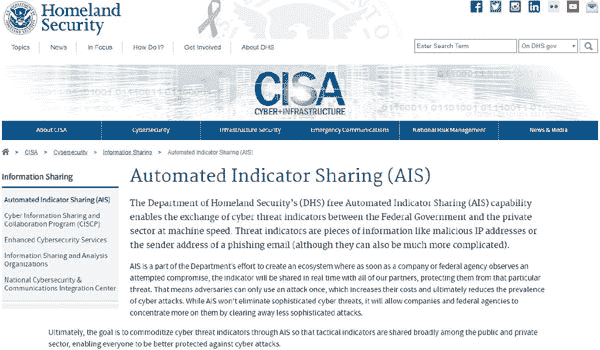 Homeland
Security
Topics News In Focus How Do I? Get Involved About DHS
Enter Search Term On DHS.gov
CISA
CYBER+INFRASTRUCTURE
About CISA Cybersecurity Infrastructure Security Emergency Communications National Risk Management News & Media
CISA > Cybersecurity > Information Sharing > Automated Indicator Sharing (AIS)
Information Sharing
Automated Indicator Sharing (AIS)
Cyber Information Sharing and
Collaboration Program (CISCP)
Enhanced Cybersecurity Services
Information Sharing and Analysis
Organizations
National Cybersecurity &
Communications Integration Center
Automated Indicator Sharing (AIS)
The Department of Homeland Security's (DHS) free Automated Indicator Sharing (AIS) capability
enables the exchange of cyber threat indicators between the Federal Government and the private
sector at machine speed. Threat indicators are pieces of information like malicious IP addresses or
the sender address of a phishing email (although they can also be much more complicated).
AIS is a part of the Department's effort to create an ecosystem where as soon as a company or federal agency observes an
attempted compromise, the indicator will be shared in real time with all of our partners, protecting them from that particular
threat. That means adversaries can only use an attack once, which increases their costs and ultimately reduces the prevalence
of cyber attacks. While AIS won't eliminate sophisticated cyber threats, it will allow companies and federal agencies to
concentrate more on them by clearing away less sophisticated attacks.
Ultimately, the goal is to commoditize cyber threat indicators through AIS so that tactical indicators are shared broadly among the public and private
sector, enabling everyone to be better protected against cyber attacks.